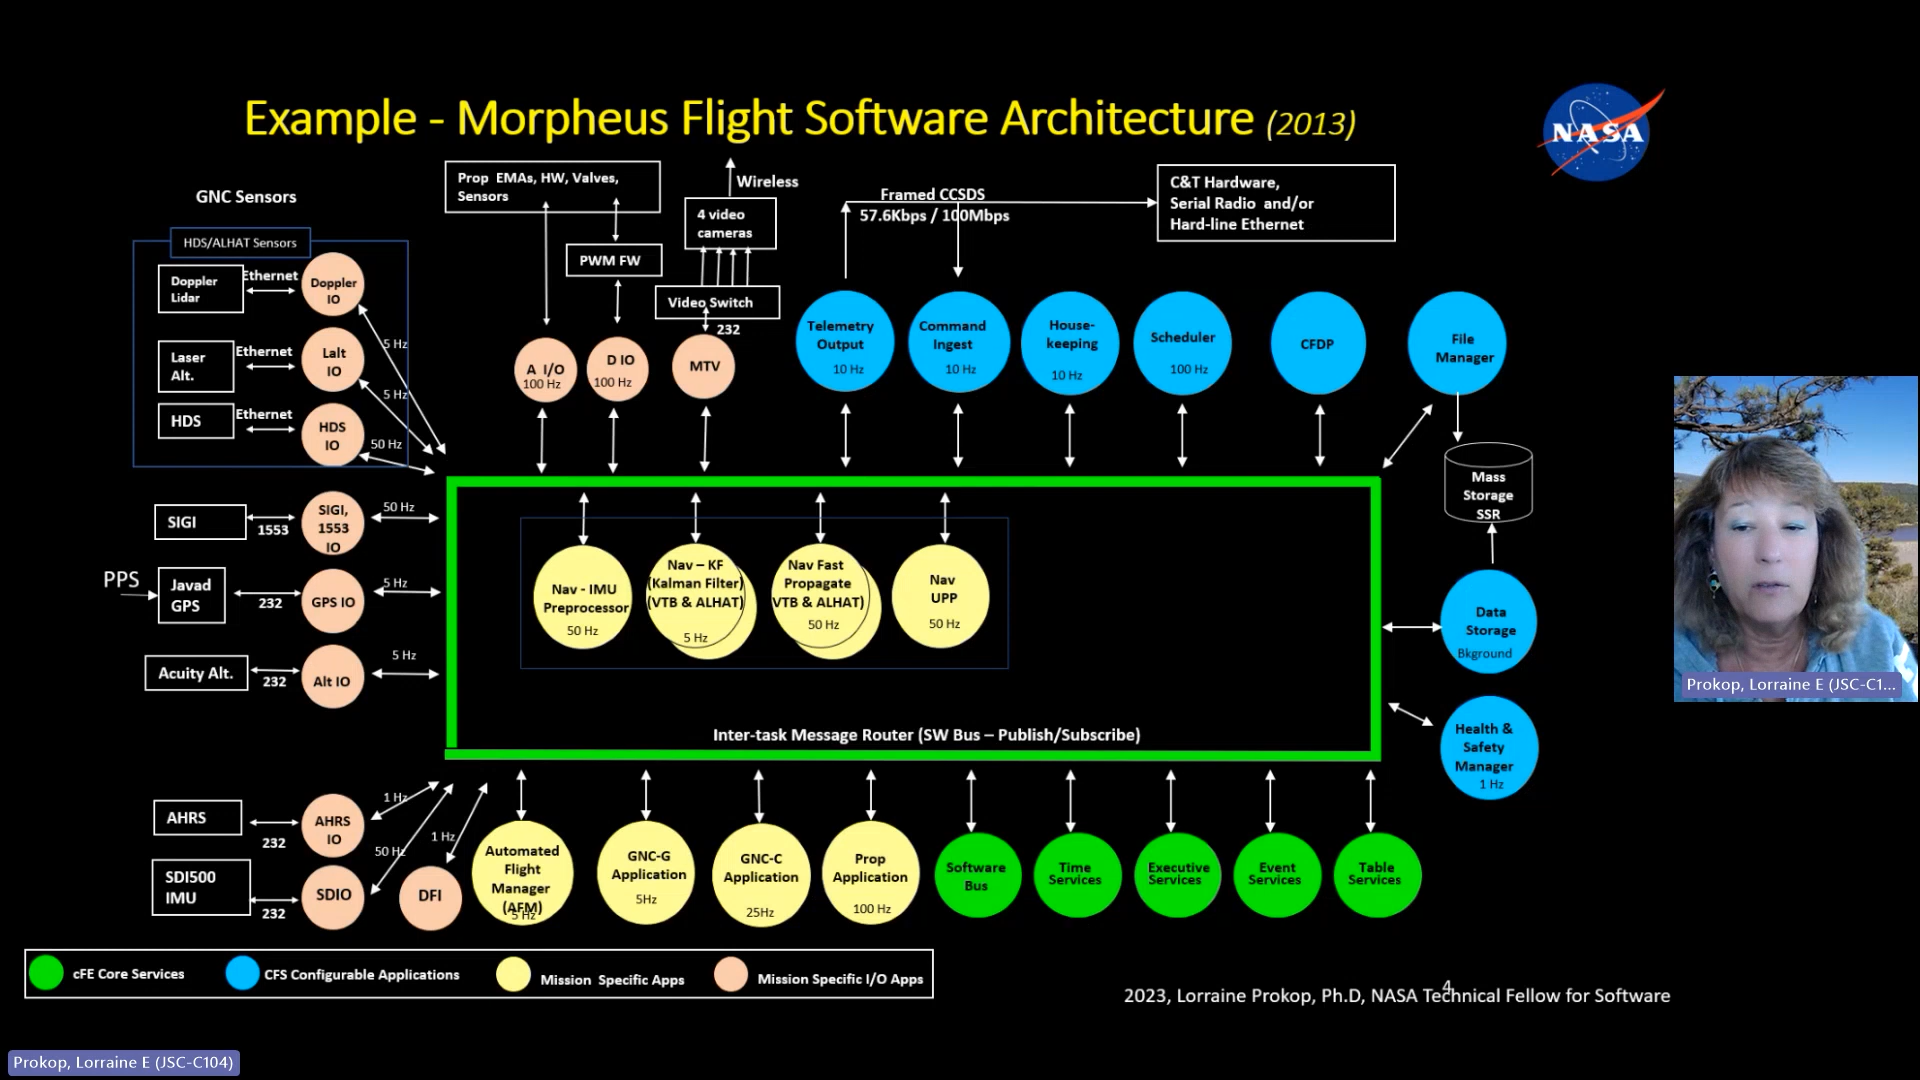 Example - Morpheus Flight Software Architecture (2013)
NASA
GNC Sensors
HDS/ALHAT Sensors
Doppler
Lidar
Ethernet
Doppler
IO
5 Hz
Laser
Alt.
Ethernet
Lalt
IO
5 Hz
HDS
Ethernet
HDS
IO
50 Hz
SIGI
1553
SIGI,
1553
IO
50 Hz
PPS
Javad
GPS
232
GPS IO
5 Hz
Acuity Alt.
232
Alt IO
5 Hz
AHRS
232
AHRS
IO
1 Hz
SDI500
IMU
232
SDIO
50 Hz
1 Hz
DFI
Prop EMAs, HW, Valves,
Sensors
PWM FW
A I/O
100 Hz
D IO
100 Hz
Wireless
4 video
cameras
Video Switch
232
MTV
Framed CCSDS
57.6Kbps / 100Mbps
C&T Hardware,
Serial Radio and/or
Hard-line Ethernet
Telemetry
Output
10 Hz
Command
Ingest
10 Hz
House-
keeping
10 Hz
Scheduler
100 Hz
CFDP
File
Manager
Mass
Storage
SSR
Data
Storage
Bkground
Health &
Safety
Manager
1 Hz
Nav - IMU
Preprocessor
50 Hz
Nav – KF
(Kalman Filter)
(VTB & ALHAT)
5 Hz
Nav Fast
Propagate
VTB & ALHAT)
50 Hz
Nav
UPP
50 Hz
Inter-task Message Router (SW Bus – Publish/Subscribe)
Automated
Flight
Manager
(AFM)
5 Hz
GNC-G
Application
5Hz
GNC-C
Application
25Hz
Prop
Application
100 Hz
Software
Bus
Time
Services
Executive
Services
Event
Services
Table
Services
cFE Core Services
CFS Configurable Applications
Mission Specific Apps
Mission Specific I/O Apps
4
2023, Lorraine Prokop, Ph.D, NASA Technical Fellow for Software
Prokop, Lorraine E (JSC-C1...
Prokop, Lorraine E (JSC-C104)